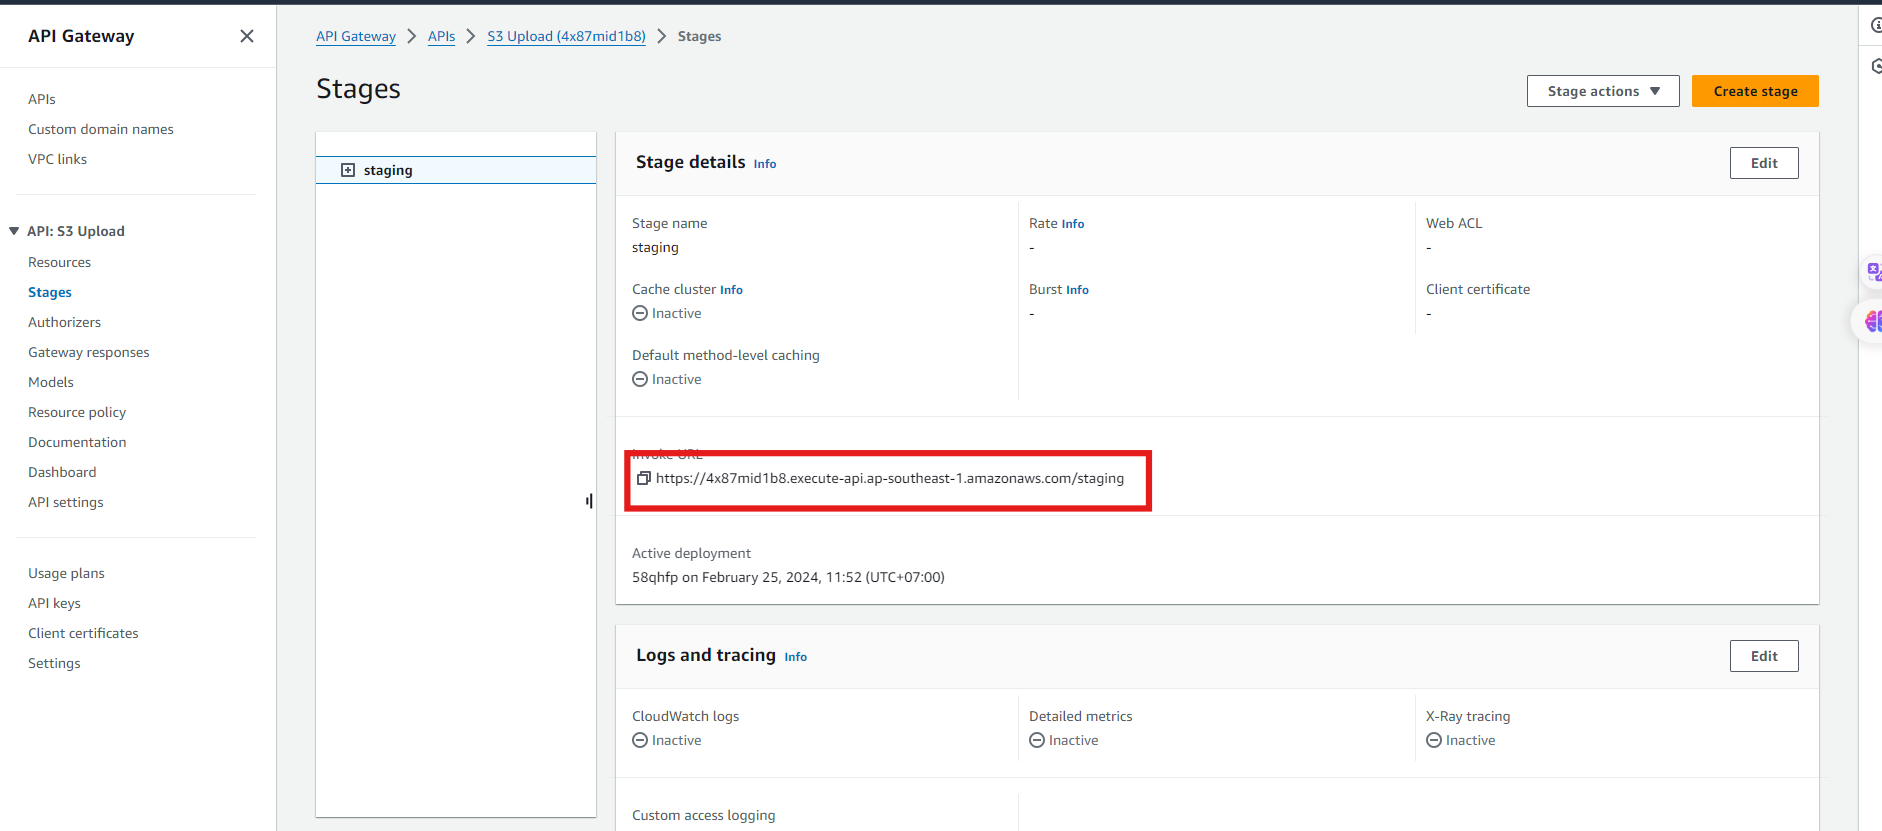 API Gateway
APIs
Custom domain names
VPC links
API: S3 Upload
Resources
Stages
Authorizers
Gateway responses
Models
Resource policy
Documentation
Dashboard
API settings
Usage plans
API keys
Client certificates
Settings
API Gateway > APIs > S3 Upload (4x87mid1b8) > Stages
Stages
Stage actions
Create stage
staging
Stage details Info
Edit
Stage name
staging
Rate Info
-
Web ACL
-
Cache cluster Info
Inactive
Burst Info
-
Client certificate
-
Default method-level caching
Inactive
Invoke URL
https://4x87mid1b8.execute-api.ap-southeast-1.amazonaws.com/staging
Active deployment
58qhfp on February 25, 2024, 11:52 (UTC+07:00)
Logs and tracing Info
Edit
CloudWatch logs
Inactive
Detailed metrics
Inactive
X-Ray tracing
Inactive
Custom access logging